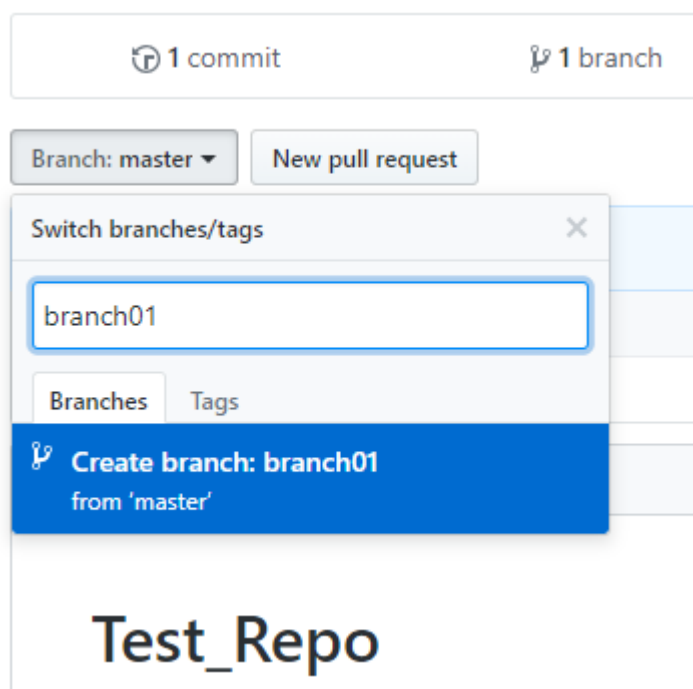 1 commit 1 branch
Branch: master New pull request
Switch branches/tags
branch01
Branches Tags
Create branch: branch01
from ‘master’
Test_Repo